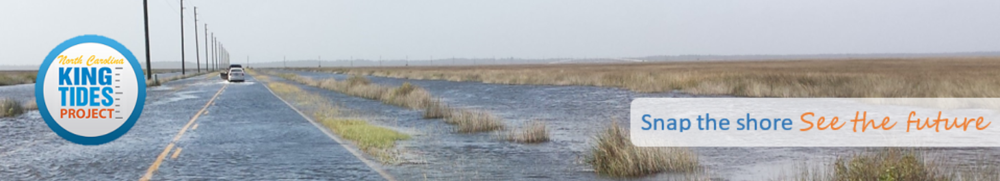 North Carolina
KING
TIDES
PROJECT
Snap the shore See the future